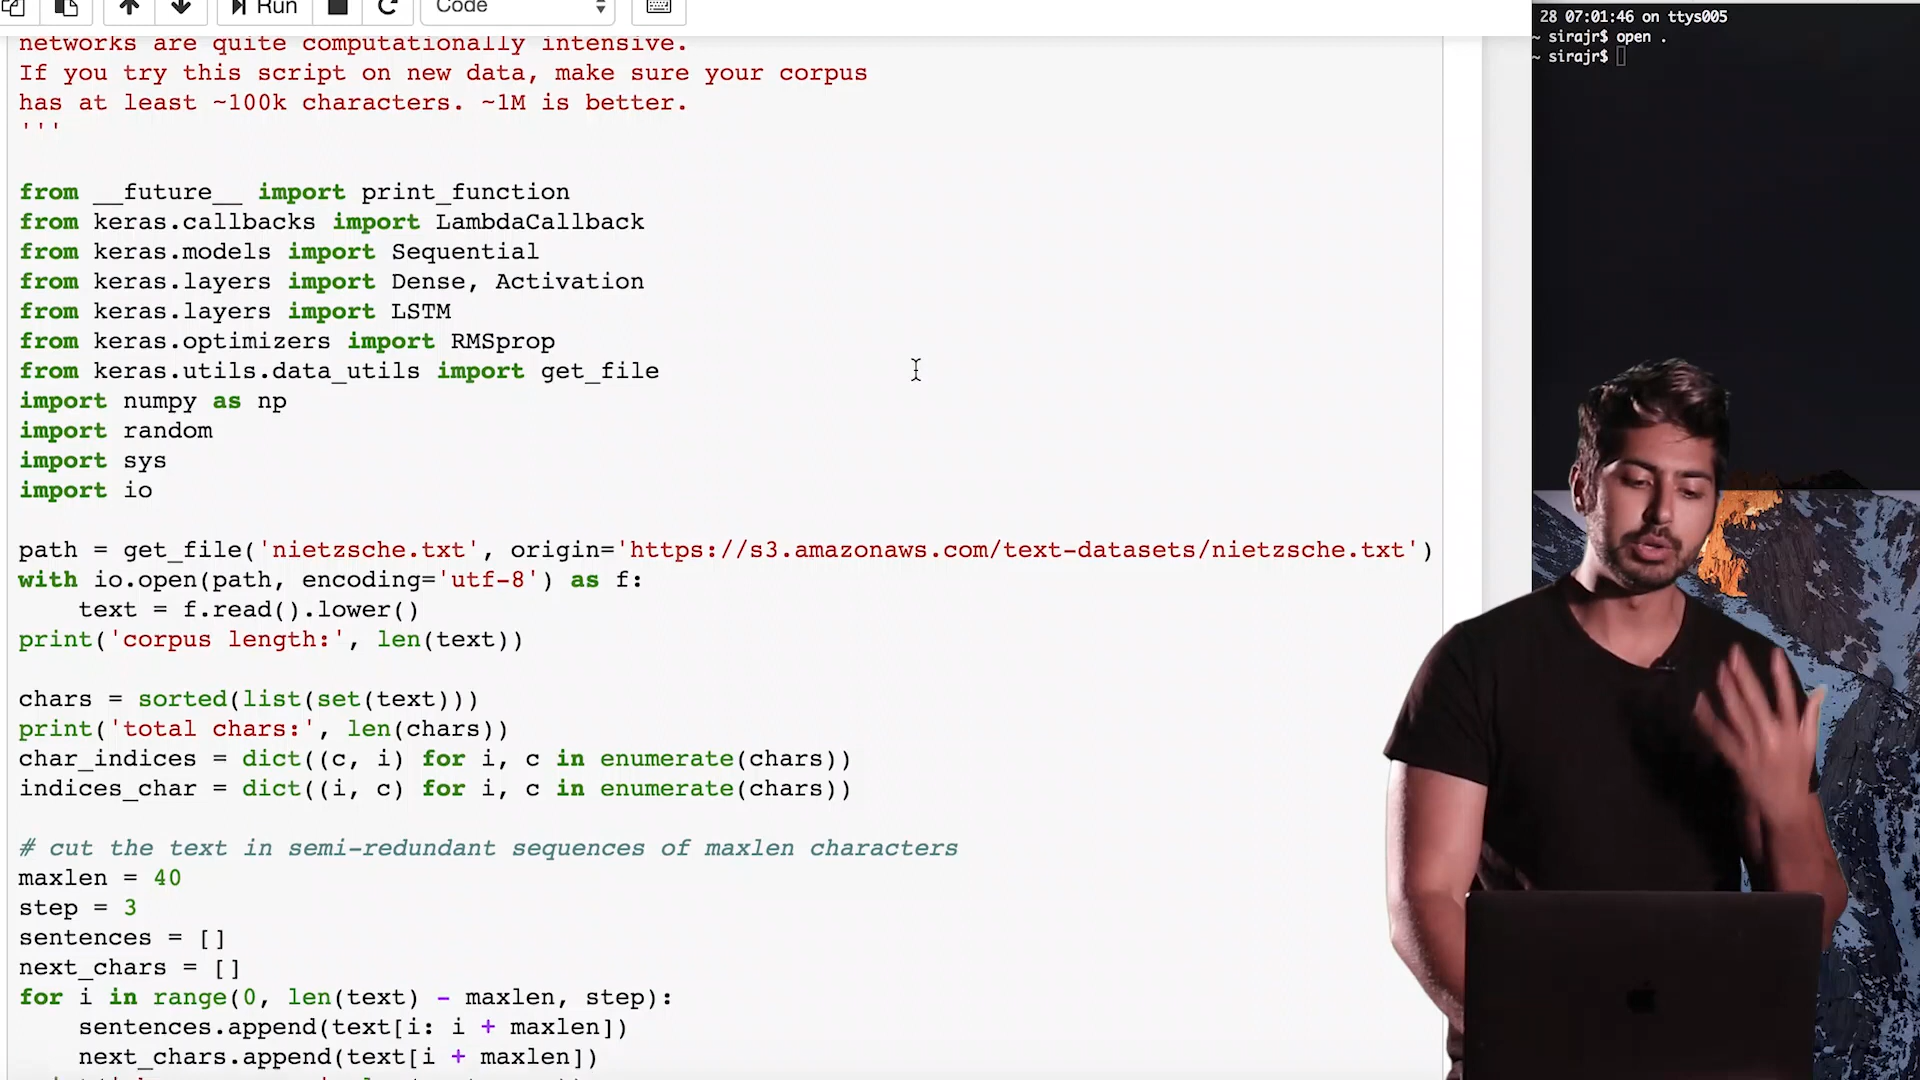 Run
Code
networks are quite computationally intensive.
If you try this script on new data, make sure your corpus
has at least ~100k characters. ~1M is better.
'''
from __future__ import print_function
from keras.callbacks import LambdaCallback
from keras.models import Sequential
from keras.layers import Dense, Activation
from keras.layers import LSTM
from keras.optimizers import RMSprop
from keras.utils.data_utils import get_file
import numpy as np
import random
import sys
import io
path = get_file('nietzsche.txt', origin='https://s3.amazonaws.com/text-datasets/nietzsche.txt')
with io.open(path, encoding='utf-8') as f:
    text = f.read().lower()
print('corpus length:', len(text))
chars = sorted(list(set(text)))
print('total chars:', len(chars))
char_indices = dict((c, i) for i, c in enumerate(chars))
indices_char = dict((i, c) for i, c in enumerate(chars))
# cut the text in semi-redundant sequences of maxlen characters
maxlen = 40
step = 3
sentences = []
next_chars = []
for i in range(0, len(text) - maxlen, step):
    sentences.append(text[i: i + maxlen])
    next_chars.append(text[i + maxlen])
28 07:01:46 on ttys005
~ sirajr$ open .
~ sirajr$